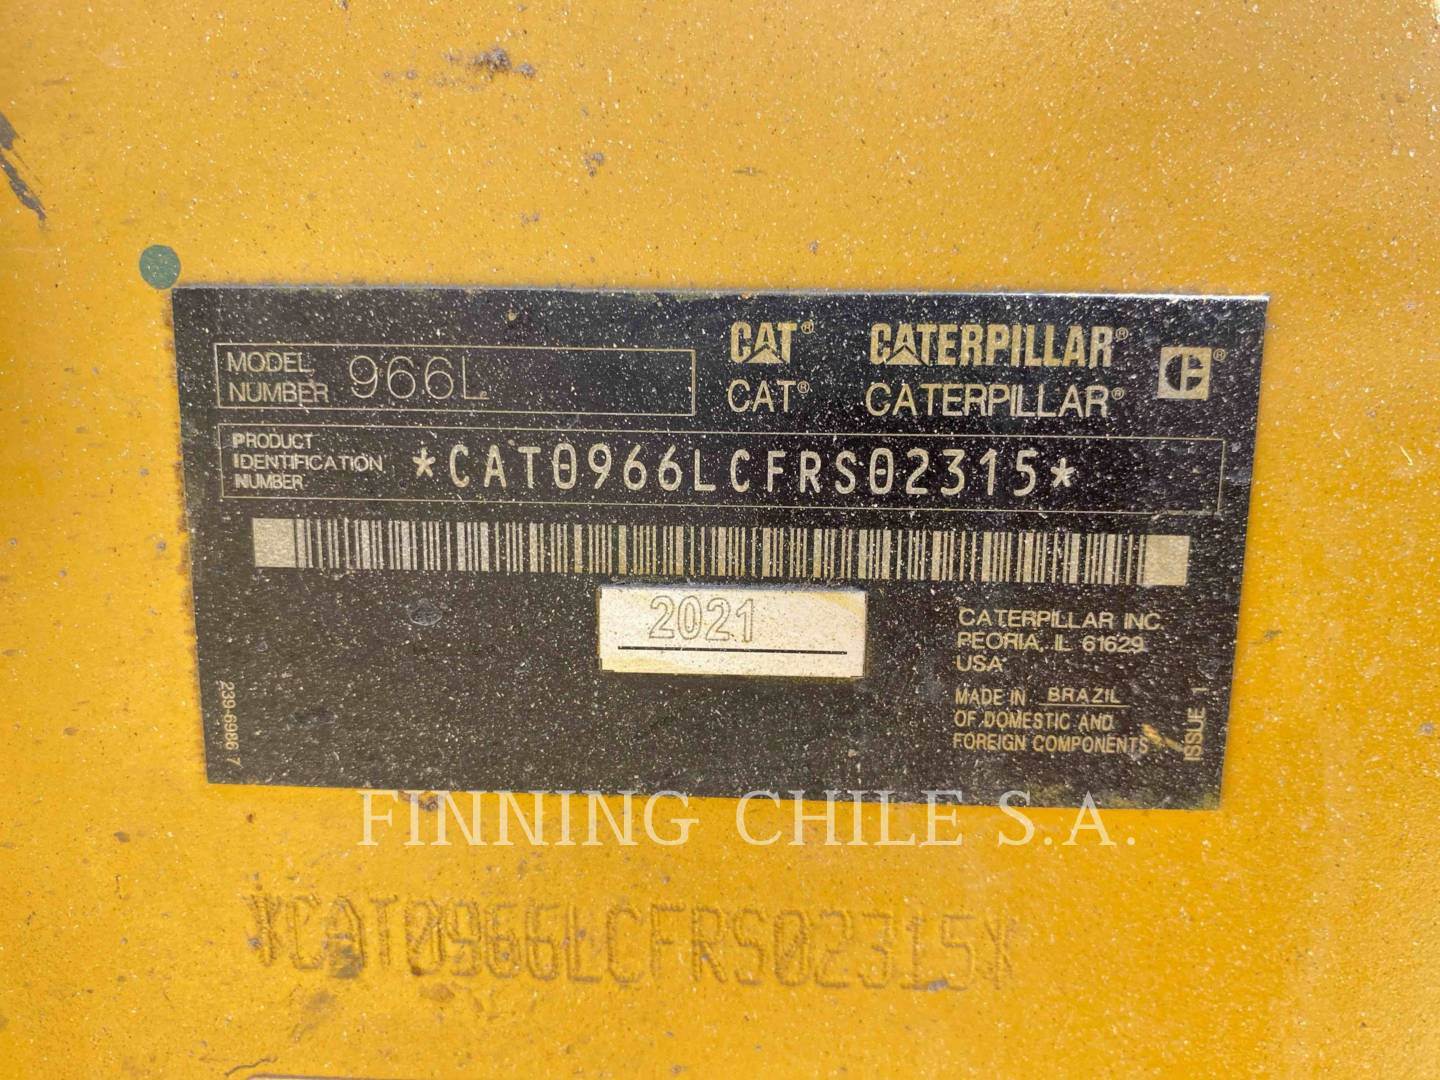 MODEL NUMBER 966L
CAT® CATERPILLAR®
CAT® CATERPILLAR®
PRODUCT
IDENTIFICATION
NUMBER
*CAT0966LCFRS02315*
2021
CATERPILLAR INC.
PEORIA, IL 61629
USA
MADE IN BRAZIL
OF DOMESTIC AND
FOREIGN COMPONENTS
ISSUE 1
239-6986 7
FINNING CHILE S.A.
*CAT0966LCFRS02315*